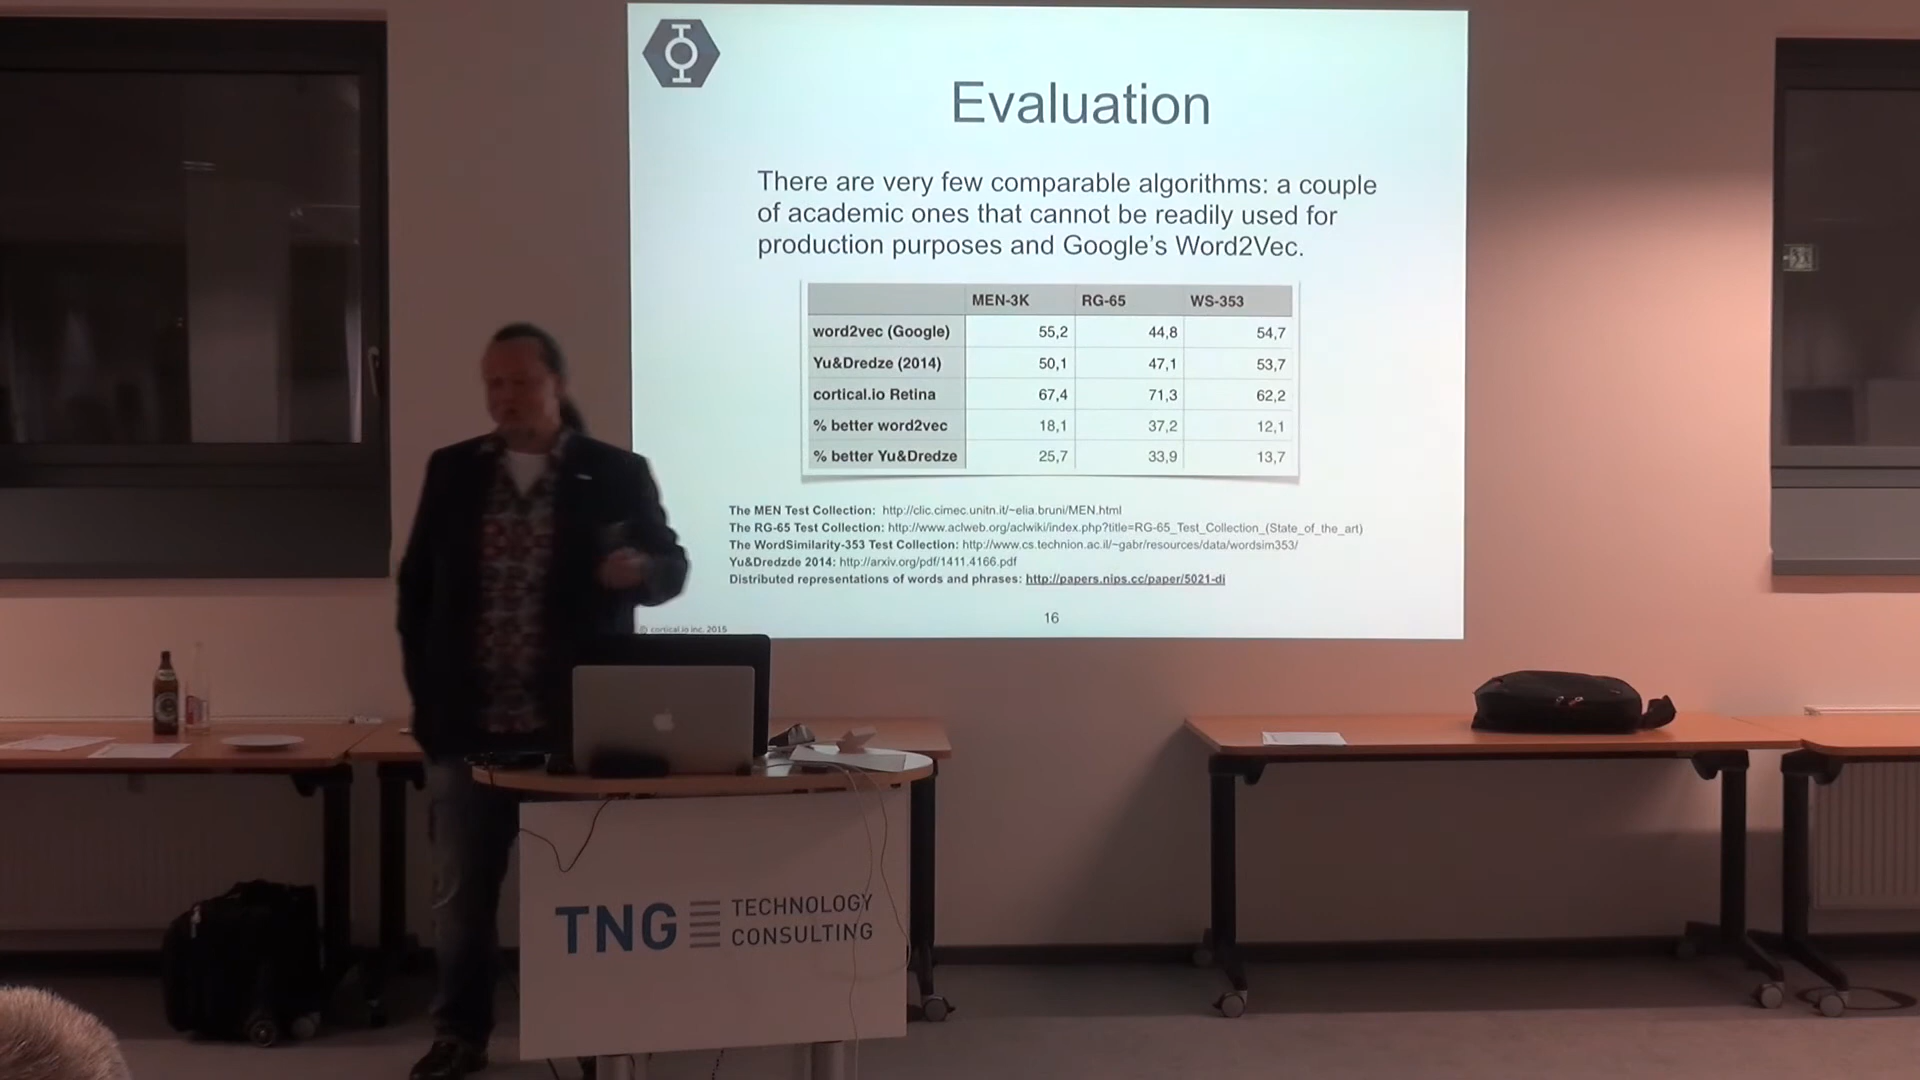 Evaluation
There are very few comparable algorithms: a couple
of academic ones that cannot be readily used for
production purposes and Google’s Word2Vec.
MEN-3K RG-65 WS-353
word2vec (Google) 55,2 44,8 54,7
Yu&Dredze (2014) 50,1 47,1 53,7
cortical.io Retina 67,4 71,3 62,2
% better word2vec 18,1 37,2 12,1
% better Yu&Dredze 25,7 33,9 13,7
The MEN Test Collection: http://clic.cimec.unitn.it/~elia.bruni/MEN.html
The RG-65 Test Collection: http://www.aclweb.org/aclwiki/index.php?title=RG-65_Test_Collection_(State_of_the_art)
The WordSimilarity-353 Test Collection: http://www.cs.technion.ac.il/~gabr/resources/data/wordsim353/
Yu&Dredzde 2014: http://arxiv.org/pdf/1411.4166.pdf
Distributed representations of words and phrases: http://papers.nips.cc/paper/5021-di
16
© cortical.io inc. 2015
TNG TECHNOLOGY
CONSULTING